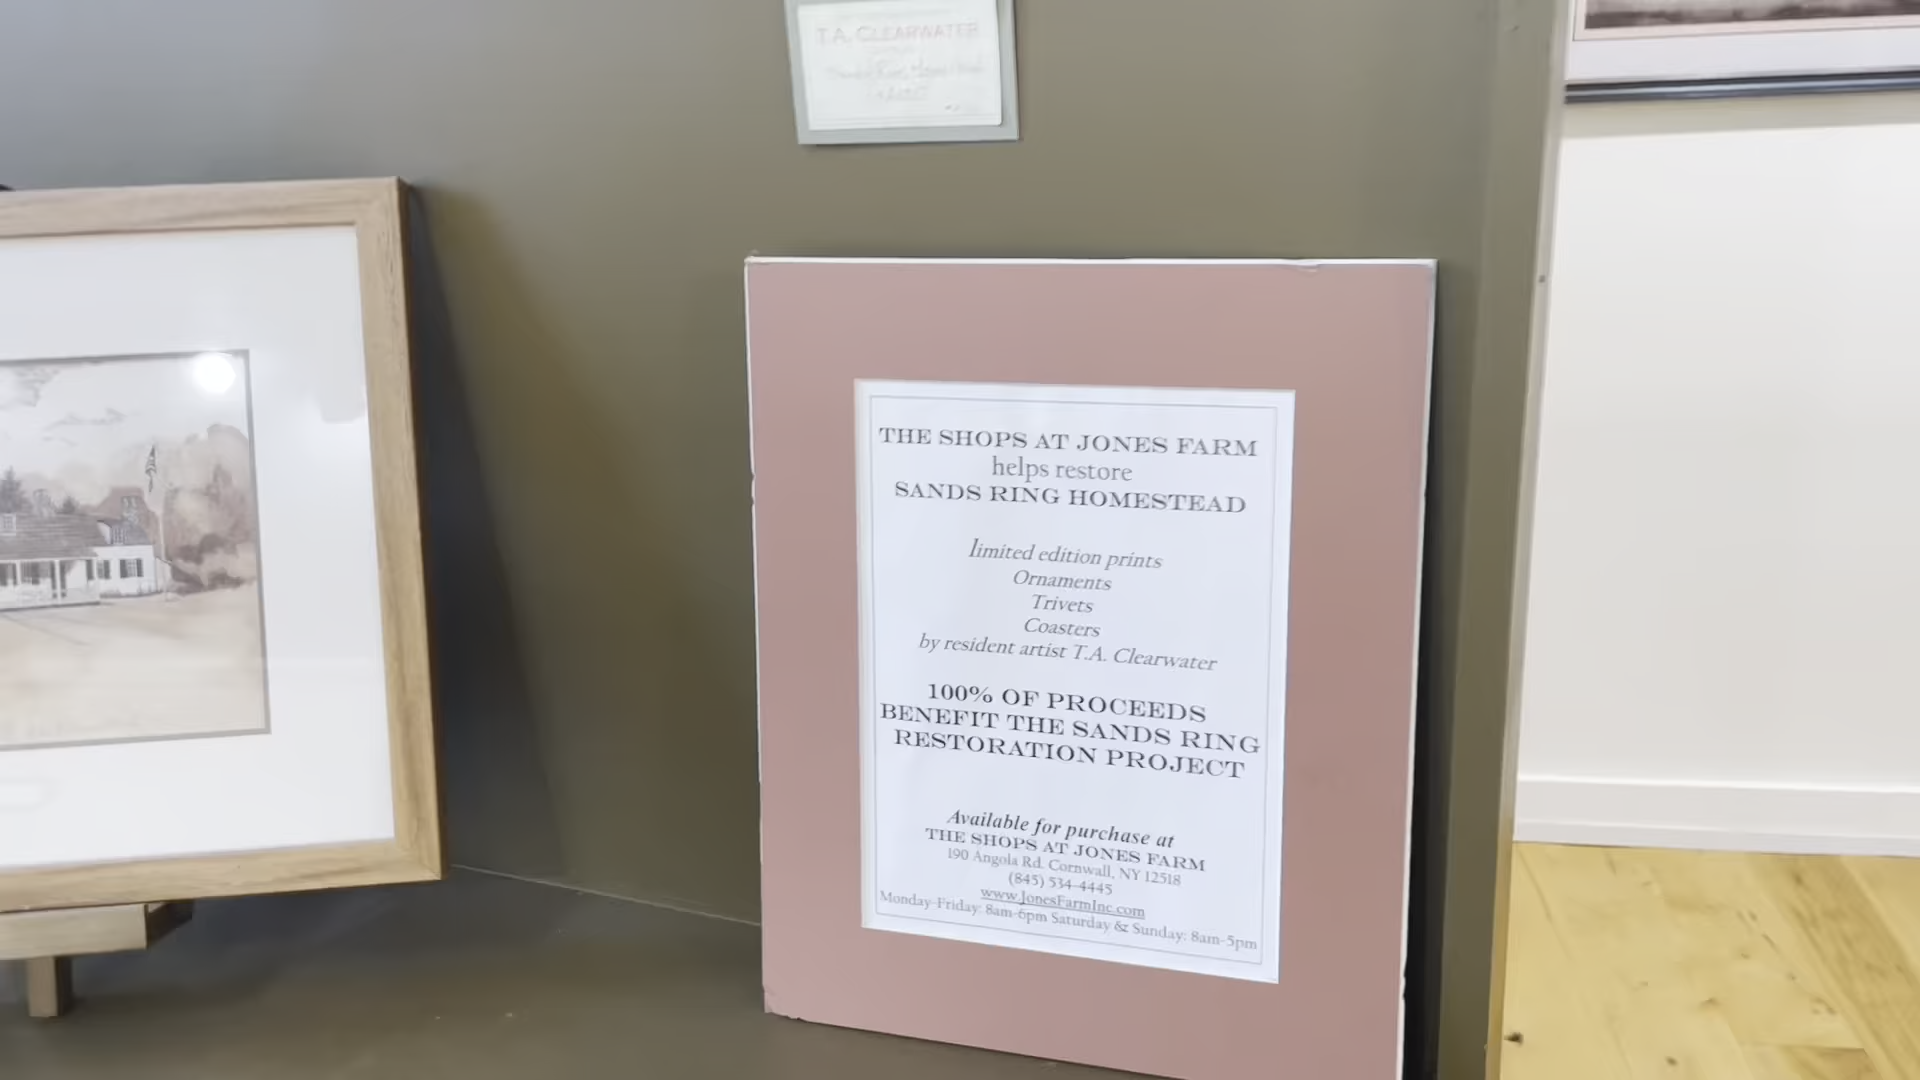 T.A. CLEARWATER
THE SHOPS AT JONES FARM
helps restore
SANDS RING HOMESTEAD
limited edition prints
Ornaments
Trivets
Coasters
by resident artist T.A. Clearwater
100% OF PROCEEDS
BENEFIT THE SANDS RING
RESTORATION PROJECT
Available for purchase at
THE SHOPS AT JONES FARM
190 Angola Rd. Cornwall, NY 12518
(845) 534-4445
www.JonesFarmInc.com
Monday-Friday: 8am-6pm Saturday & Sunday: 8am-5pm